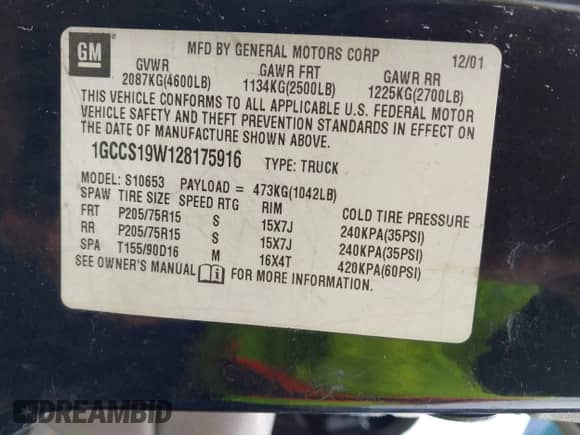 GM
MFD BY GENERAL MOTORS CORP 12/01
GVWR GAWR FRT GAWR RR
2087KG(4600LB) 1134KG(2500LB) 1225KG(2700LB)
THIS VEHICLE CONFORMS TO ALL APPLICABLE U.S. FEDERAL MOTOR
VEHICLE SAFETY AND THEFT PREVENTION STANDARDS IN EFFECT ON
THE DATE OF MANUFACTURE SHOWN ABOVE.
1GCCS19W128175916 TYPE: TRUCK
MODEL: S10653 PAYLOAD = 473KG(1042LB)
SPAW TIRE SIZE SPEED RTG RIM COLD TIRE PRESSURE
FRT P205/75R15 S 15X7J 240KPA(35PSI)
RR P205/75R15 S 15X7J 240KPA(35PSI)
SPA T155/90D16 M 16X4T 420KPA(60PSI)
SEE OWNER'S MANUAL FOR MORE INFORMATION.
DREAMBID